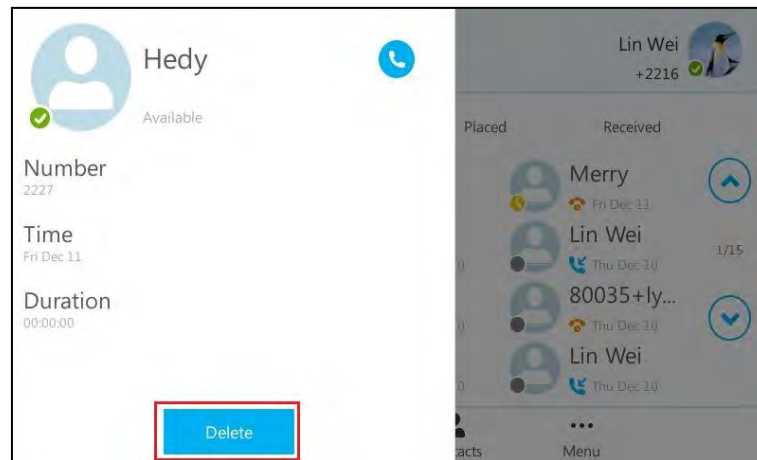 Hedy
Available
Number
2227
Time
Fri Dec 11
Duration
00:00:00
Delete
Lin Wei
+2216
Placed
Received
Merry
Fri Dec 11
Lin Wei
Thu Dec 10
1/15
80035+ly...
Thu Dec 10
Lin Wei
Thu Dec 10
tacts
Menu